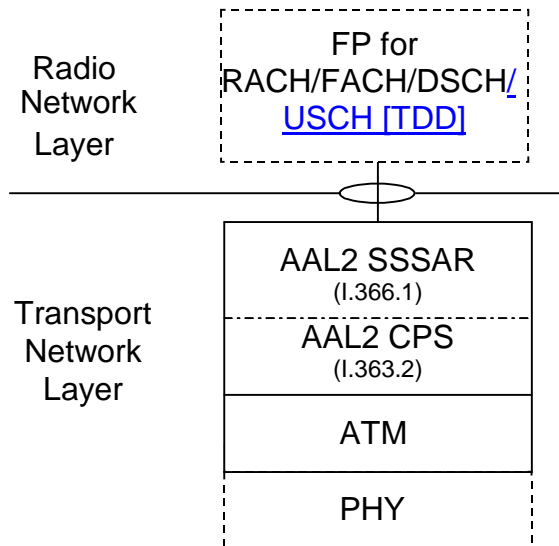 Radio
Network
Layer
FP for
RACH/FACH/DSCH/
USCH [TDD]
Transport
Network
Layer
AAL2 SSSAR
(I.366.1)
AAL2 CPS
(I.363.2)
ATM
PHY